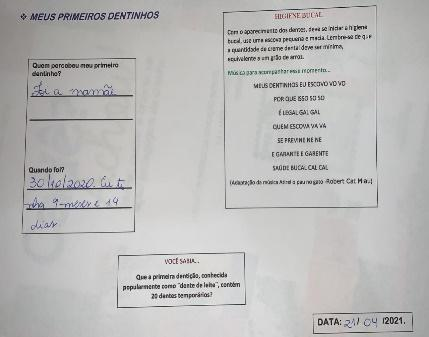 ❖ MEUS PRIMEIROS DENTINHOS
Quem percebeu meu primeiro
dentinho?
Foi a mamãe
Quando foi?
30/10/2020. Eu ti
nha 9 meses e 14
dias.
HIGIENE BUCAL
Com o aparecimento dos dentes, deve se iniciar a higiene
bucal, use uma escova pequena e macia. Lembre-se de que
a quantidade de creme dental deve ser mínima,
equivalente a um grão de arroz.
Música para acompanhar esse momento...
MEUS DENTINHOS EU ESCOVO VO VO
POR QUE ISSO SO SO
É LEGAL GAL GAL
QUEM ESCOVA VA VA
SE PREVINE NE NE
E GARANTE E GARENTE
SAÚDE BUCAL CAL CAL
(Adaptação da música Atirei o pau no gato -Robert Cat Miau)
VOCÊ SABIA...
Que a primeira dentição, conhecida
popularmente como "dente de leite", contém
20 dentes temporários?
DATA: 21/ 04 /2021.